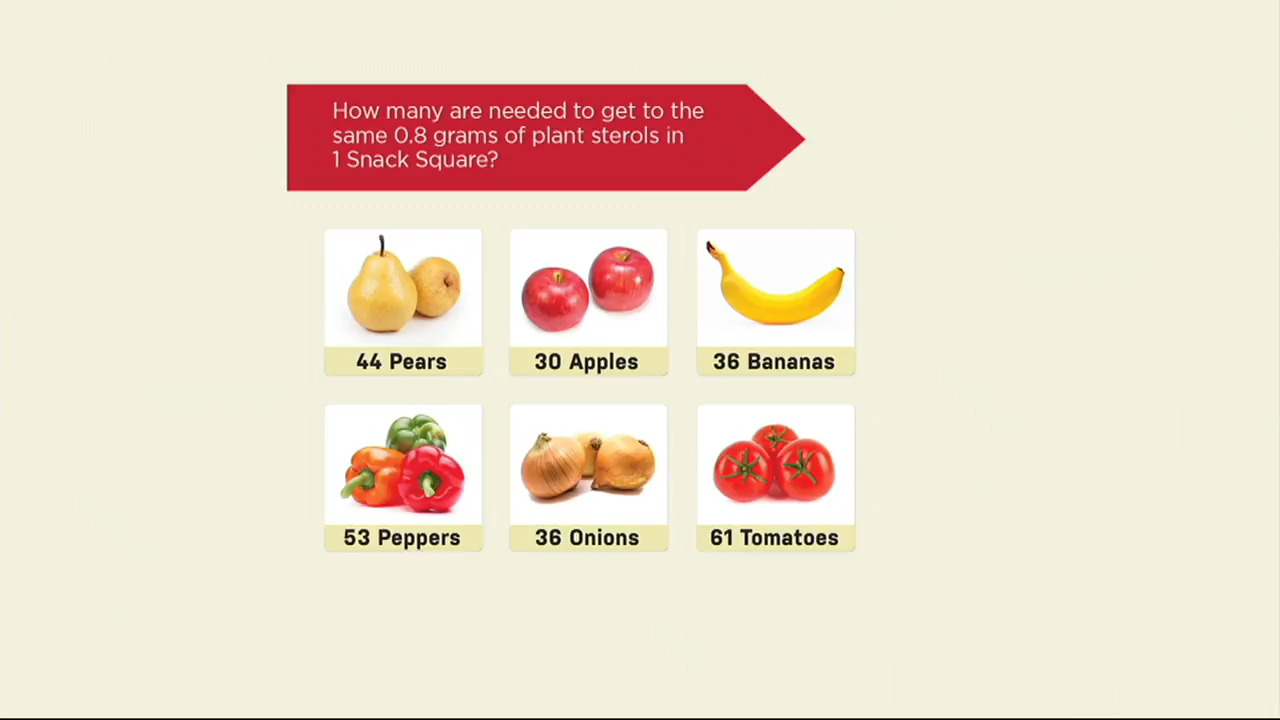 How many are needed to get to the
same 0.8 grams of plant sterols in
1 Snack Square?
44 Pears
30 Apples
36 Bananas
53 Peppers
36 Onions
61 Tomatoes